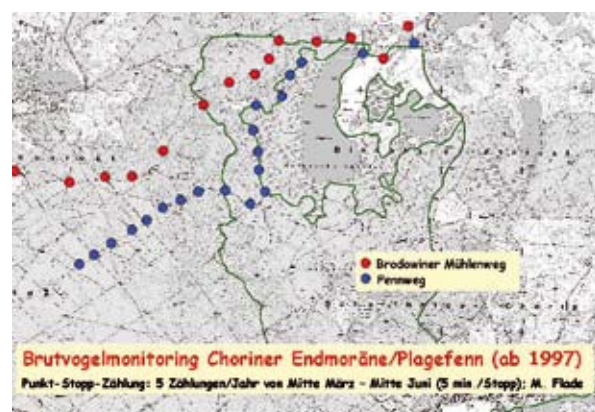 Brodowiner Mühlenweg
Fennweg
Brutvogelmonitoring Choriner Endmoräne/Plagefenn (ab 1997)
Punkt-Stopp-Zählung: 5 Zählungen/Jahr von Mitte März - Mitte Juni (5 min /Stopp); M. Flade